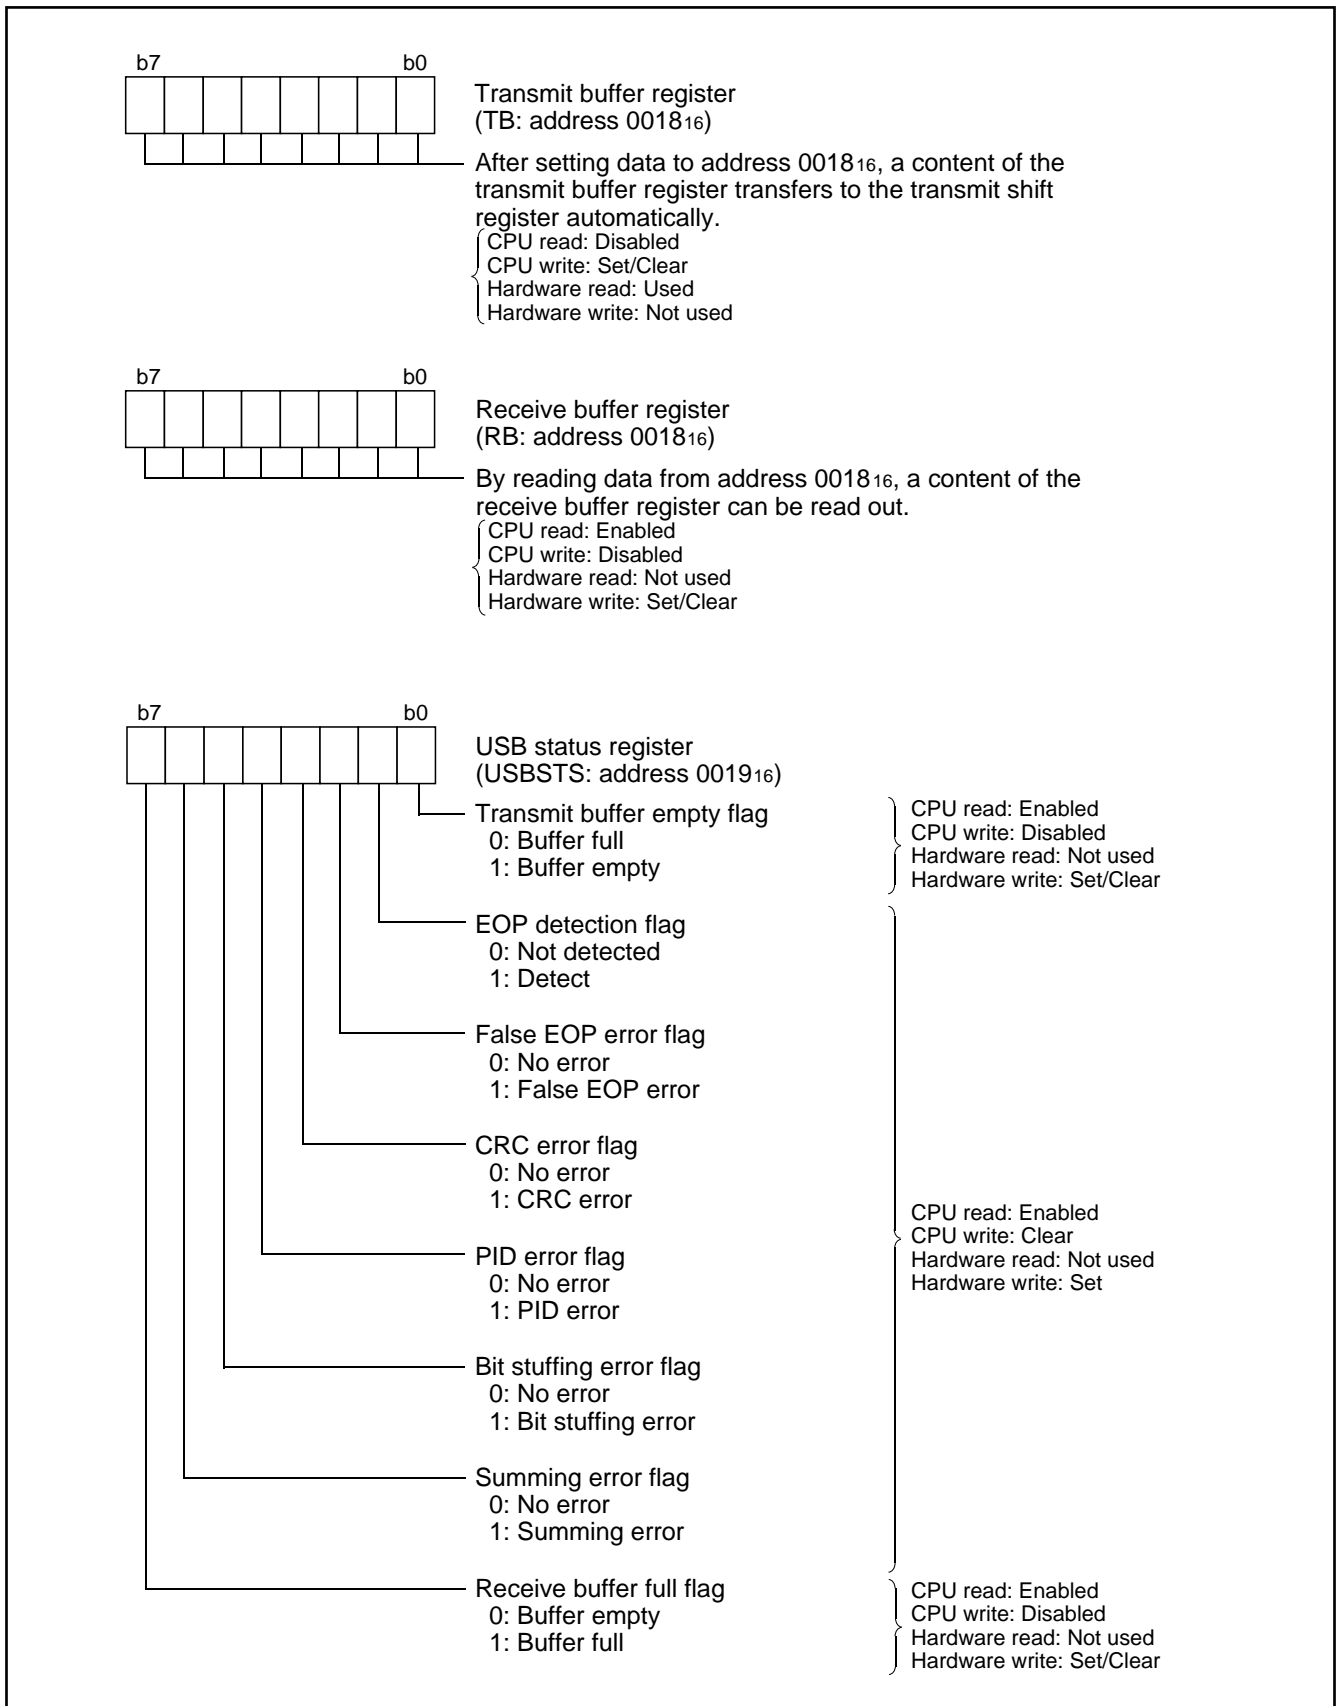 b7 b0
Transmit buffer register
(TB: address 001816)
After setting data to address 001816, a content of the
transmit buffer register transfers to the transmit shift
register automatically.
CPU read: Disabled
CPU write: Set/Clear
Hardware read: Used
Hardware write: Not used
b7 b0
Receive buffer register
(RB: address 001816)
By reading data from address 001816, a content of the
receive buffer register can be read out.
CPU read: Enabled
CPU write: Disabled
Hardware read: Not used
Hardware write: Set/Clear
b7 b0
USB status register
(USBSTS: address 001916)
Transmit buffer empty flag
0: Buffer full
1: Buffer empty
CPU read: Enabled
CPU write: Disabled
Hardware read: Not used
Hardware write: Set/Clear
EOP detection flag
0: Not detected
1: Detect
False EOP error flag
0: No error
1: False EOP error
CRC error flag
0: No error
1: CRC error
PID error flag
0: No error
1: PID error
Bit stuffing error flag
0: No error
1: Bit stuffing error
Summing error flag
0: No error
1: Summing error
CPU read: Enabled
CPU write: Clear
Hardware read: Not used
Hardware write: Set
Receive buffer full flag
0: Buffer empty
1: Buffer full
CPU read: Enabled
CPU write: Disabled
Hardware read: Not used
Hardware write: Set/Clear